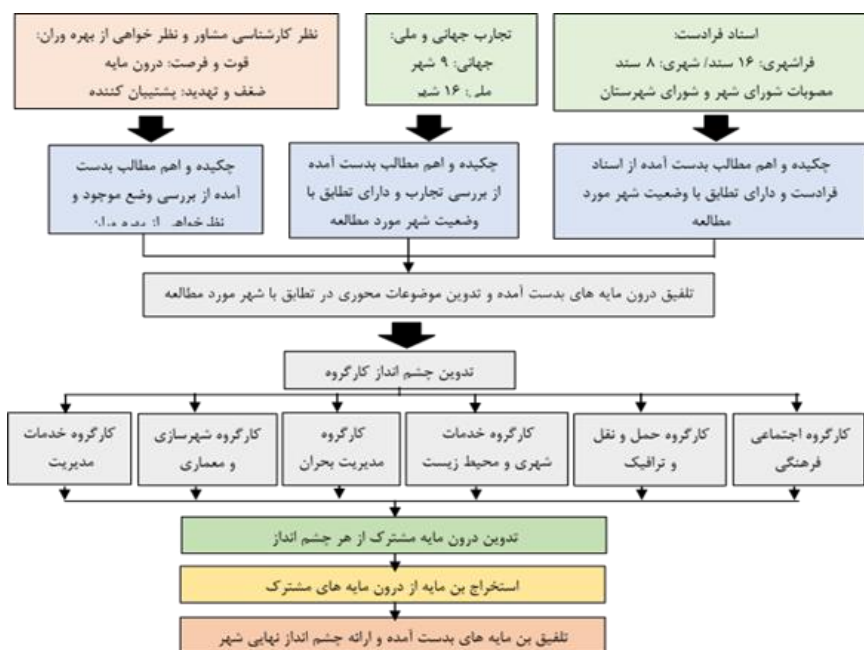 اسناد فرادست:
فراشهری: ۱۶ سند/ شهری: ۸ سند
مصوبات شورای شهر و شورای شهرستان
تجارب جهانی و ملی:
جهانی: ۹ شهر
ملی: ۱۶ شهر
نظر کارشناسی مشاور و نظر خواهی از بهره وران:
قوت و فرصت: درون مایه
ضعف و تهدید: پشتیبان کننده
چکیده و اهم مطالب بدست آمده از اسناد
فرادست و دارای تطابق با وضعیت شهر مورد
مطالعه
چکیده و اهم مطالب بدست آمده
از بررسی تجارب و دارای تطابق با
وضعیت شهر مورد مطالعه
چکیده و اهم مطالب بدست
آمده از بررسی وضع موجود و
نظرخواهی از بهره وران
تلفیق درون مایه های بدست آمده و تدوین موضوعات محوری در تطابق با شهر مورد مطالعه
تدوین چشم انداز کارگروه
کارگروه اجتماعی
فرهنگی
کارگروه حمل و نقل
و ترافیک
کارگروه خدمات
شهری و محیط زیست
کارگروه
مدیریت بحران
کارگروه شهرسازی
و معماری
کارگروه خدمات
مدیریت
تدوین درون مایه مشترک از هر چشم انداز
استخراج بن مایه از درون مایه های مشترک
تلفیق بن مایه های بدست آمده و ارائه چشم انداز نهایی شهر